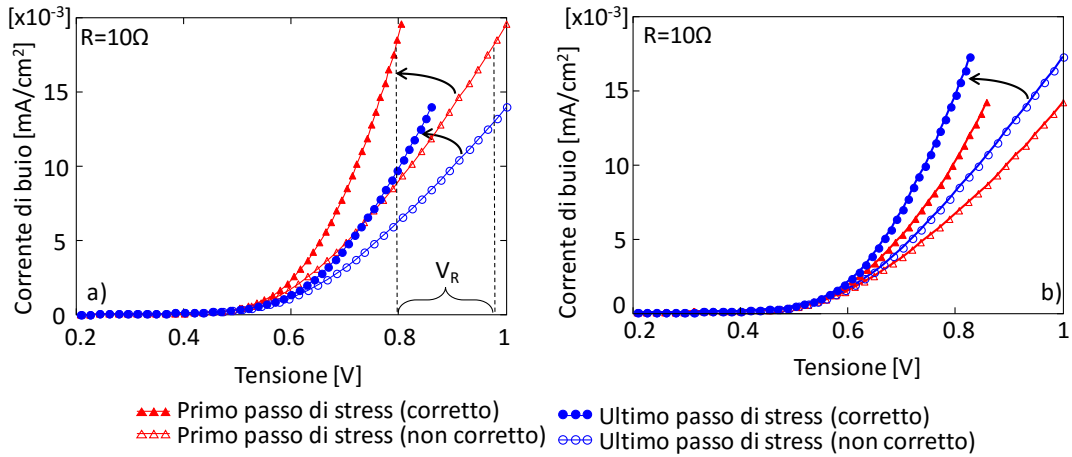 [x10-3]
R=10Ω
Corrente di buio [mA/cm2]
15
10
5
0
a)
VR
0.2
0.4
0.6
0.8
1
Tensione [V]
[x10-3]
R=10Ω
Corrente di buio [mA/cm2]
15
10
5
0
b)
0.2
0.4
0.6
0.8
1
Tensione [V]
Primo passo di stress (corretto)
Primo passo di stress (non corretto)
Ultimo passo di stress (corretto)
Ultimo passo di stress (non corretto)